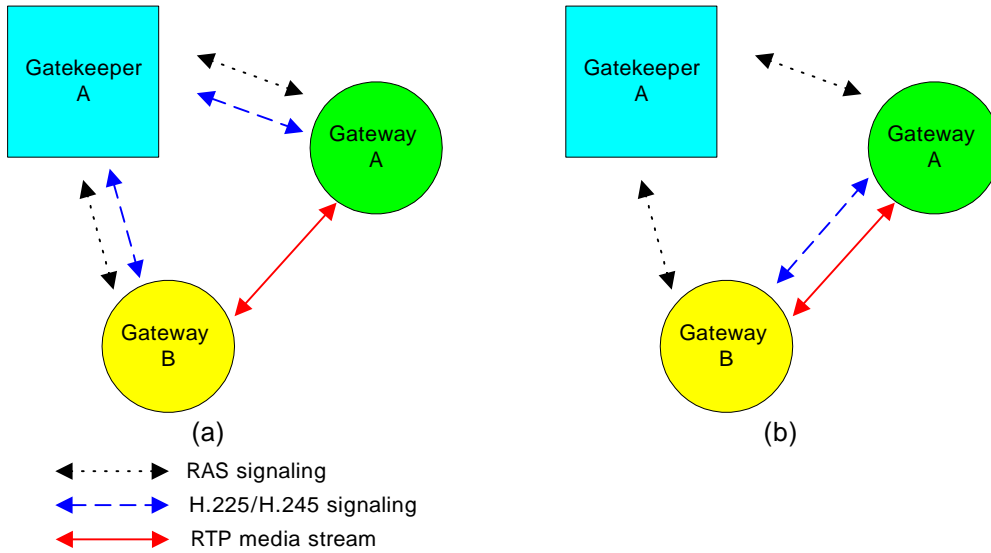 Gatekeeper
A
Gateway
A
Gateway
B
(a)
Gatekeeper
A
Gateway
A
Gateway
B
(b)
RAS signaling
H.225/H.245 signaling
RTP media stream